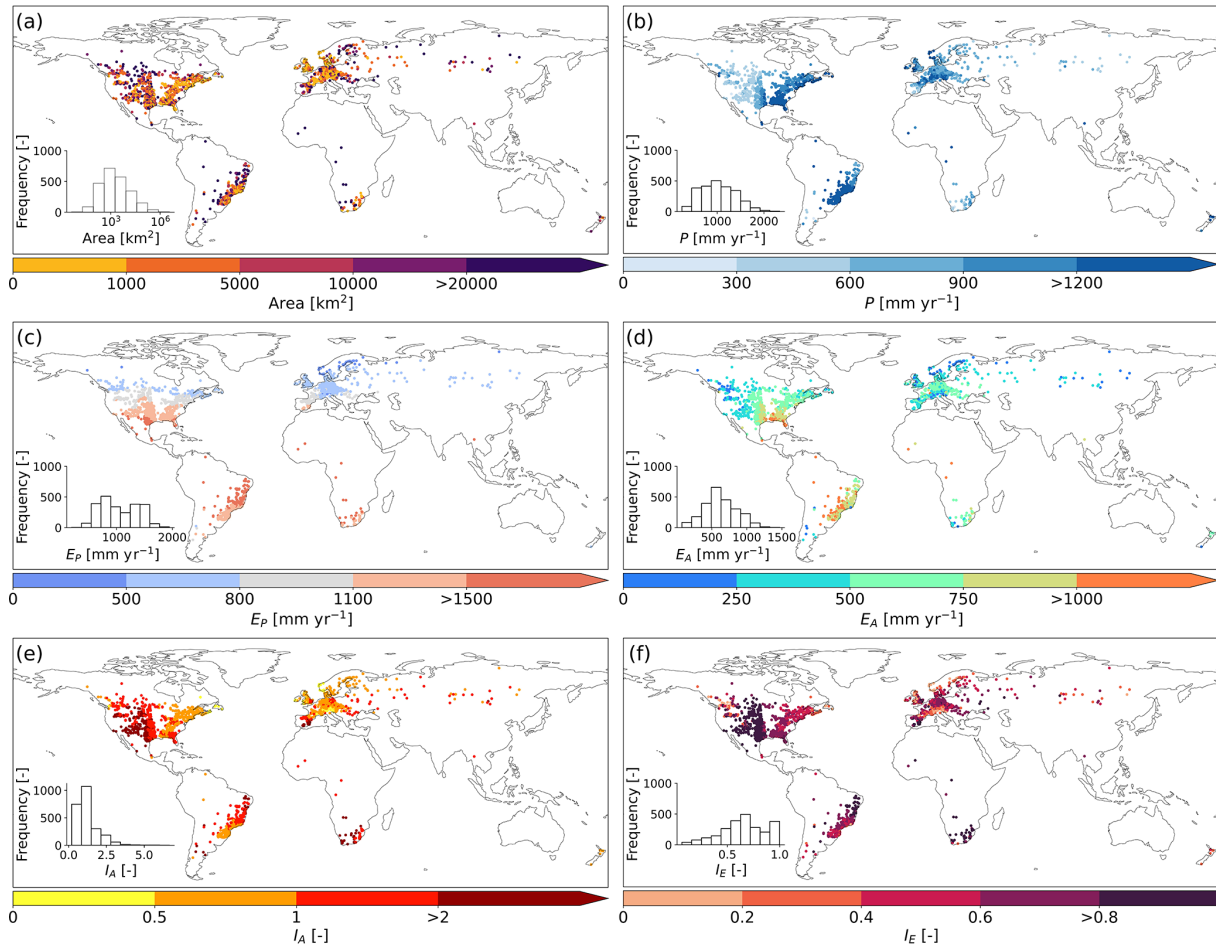 (a)
Frequency [-]
1000
500
0
10³ 10⁶
Area [km²]
0 1000 5000 10000 >20000
Area [km²]
(b)
Frequency [-]
1000
500
0
1000 2000
P [mm yr⁻¹]
0 300 600 900 >1200
P [mm yr⁻¹]
(c)
Frequency [-]
1000
500
0
1000 2000
E_P [mm yr⁻¹]
0 500 800 1100 >1500
E_P [mm yr⁻¹]
(d)
Frequency [-]
1000
500
0
500 1000 1500
E_A [mm yr⁻¹]
0 250 500 750 >1000
E_A [mm yr⁻¹]
(e)
Frequency [-]
1000
500
0
0.0 2.5 5.0
I_A [-]
0 0.5 1 >2
I_A [-]
(f)
Frequency [-]
1000
500
0
0.5 1.0
I_E [-]
0 0.2 0.4 0.6 >0.8
I_E [-]